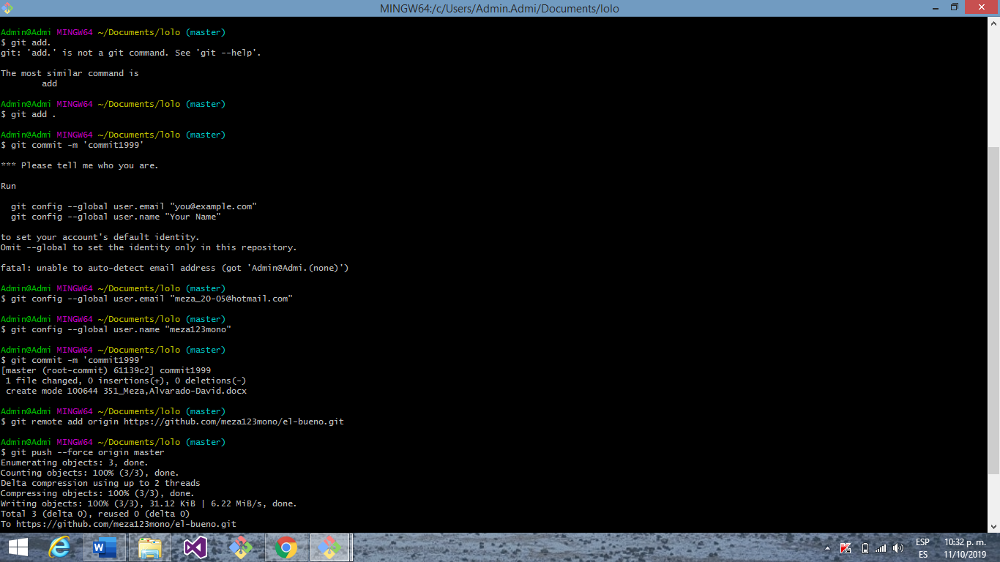 MINGW64:/c/Users/Admin.Admi/Documents/lolo
Admin@Admi MINGW64 ~/Documents/lolo (master)
$ git add.
git: 'add.' is not a git command. See 'git --help'.
The most similar command is
add
Admin@Admi MINGW64 ~/Documents/lolo (master)
$ git add .
Admin@Admi MINGW64 ~/Documents/lolo (master)
$ git commit -m 'commit1999'
*** Please tell me who you are.
Run
git config --global user.email "you@example.com"
git config --global user.name "Your Name"
to set your account's default identity.
Omit --global to set the identity only in this repository.
fatal: unable to auto-detect email address (got 'Admin@Admi.(none)')
Admin@Admi MINGW64 ~/Documents/lolo (master)
$ git config --global user.email "meza_20-05@hotmail.com"
Admin@Admi MINGW64 ~/Documents/lolo (master)
$ git config --global user.name "meza123mono"
Admin@Admi MINGW64 ~/Documents/lolo (master)
$ git commit -m 'commit1999'
[master (root-commit) 61139c2] commit1999
1 file changed, 0 insertions(+), 0 deletions(-)
create mode 100644 351_Meza,Alvarado-David.docx
Admin@Admi MINGW64 ~/Documents/lolo (master)
$ git remote add origin https://github.com/meza123mono/el-bueno.git
Admin@Admi MINGW64 ~/Documents/lolo (master)
$ git push --force origin master
Enumerating objects: 3, done.
Counting objects: 100% (3/3), done.
Delta compression using up to 2 threads
Compressing objects: 100% (3/3), done.
Writing objects: 100% (3/3), 31.12 KiB | 6.22 MiB/s, done.
Total 3 (delta 0), reused 0 (delta 0)
To https://github.com/meza123mono/el-bueno.git
ESP 10:32 p. m.
ES 11/10/2019